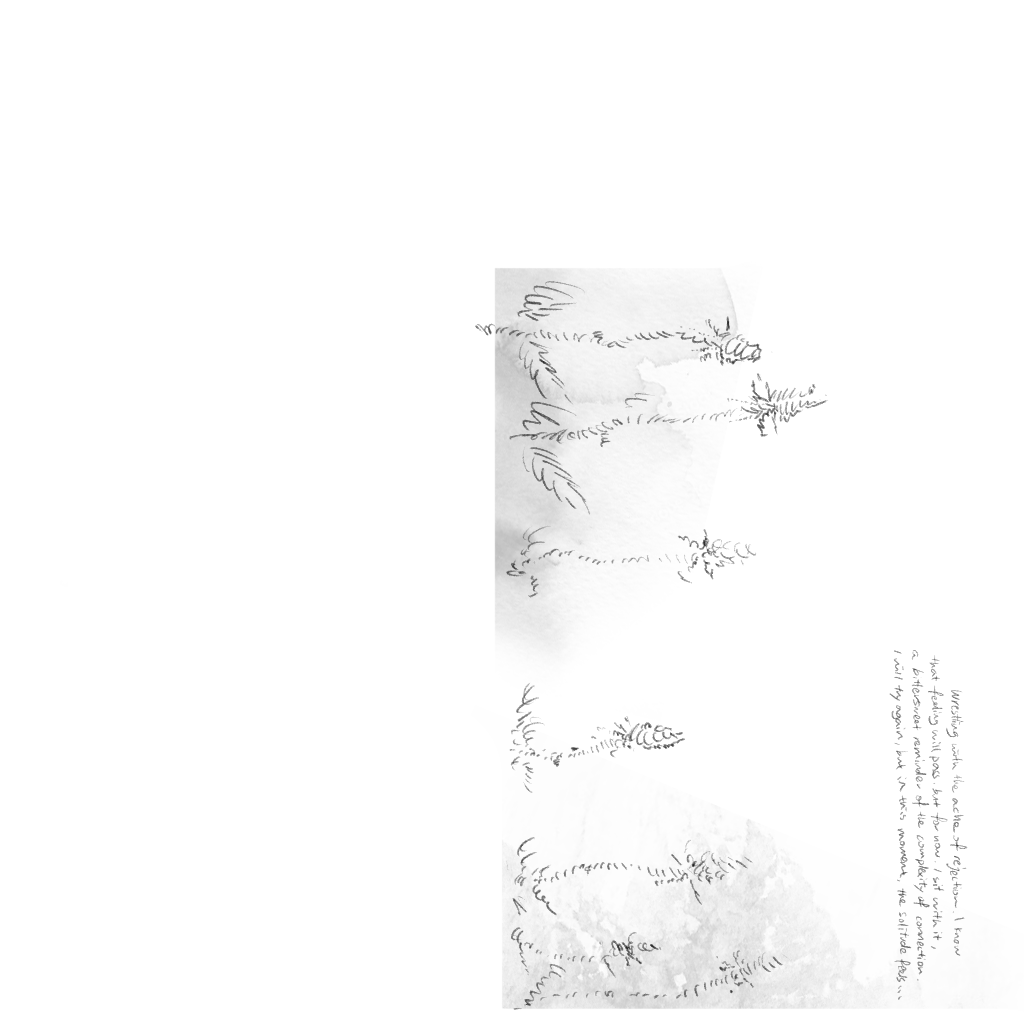 Wrestling with the ache of rejection. I know
that feeling will pass. but for now. I sit with it,
a bittersweet reminder of the complexity of connection.
I will try again, but in this moment, the solitude feels...